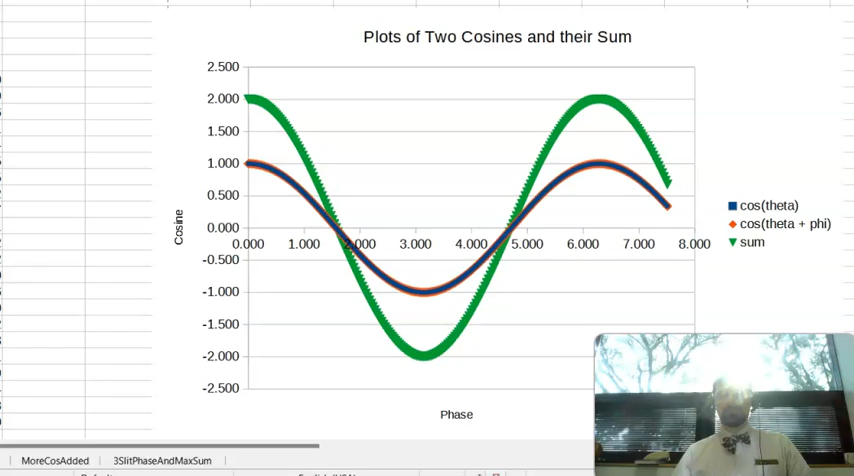 Plots of Two Cosines and their Sum
2.500
2.000
1.500
1.000
0.500
0.000
-0.500
-1.000
-1.500
-2.000
-2.500
0.000 1.000 2.000 3.000 4.000 5.000 6.000 7.000 8.000
Cosine
Phase
cos(theta)
cos(theta + phi)
sum
MoreCosAdded 3SlitPhaseAndMaxSum